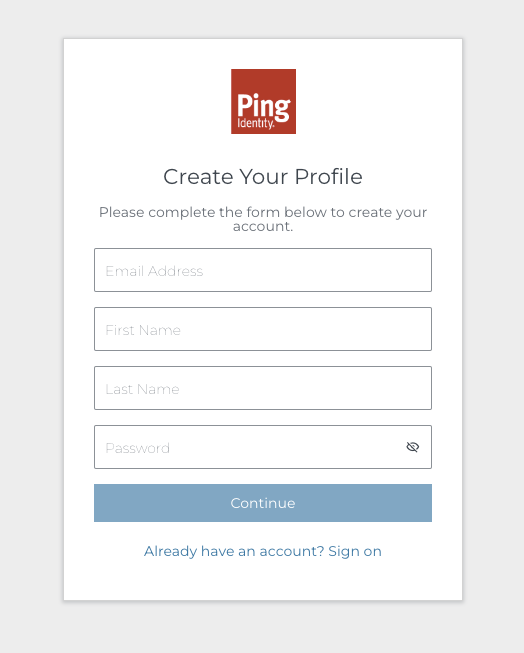 Ping
Identity.
Create Your Profile
Please complete the form below to create your
account.
Email Address
First Name
Last Name
Password
Continue
Already have an account? Sign on